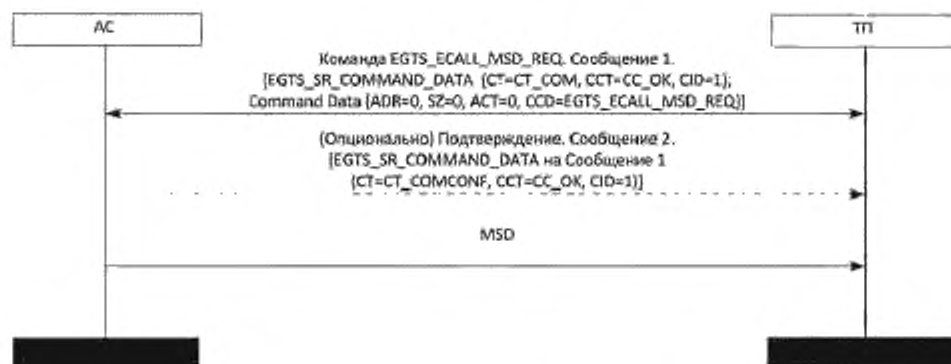 АС
ТП
Команда EGTS_ECALL_MSD_REQ. Сообщение 1.
{EGTS_SR_COMMAND_DATA {CT=CT_COM, CCT=CC_OK, CID=1};
Command Data {ADR=0, SZ=0, ACT=0, CCD=EGTS_ECALL_MSD_REQ}}
(Опционально) Подтверждение. Сообщение 2.
{EGTS_SR_COMMAND_DATA на Сообщение 1
{CT=CT_COMCONF, CCT=CC_OK, CID=1}}
MSD